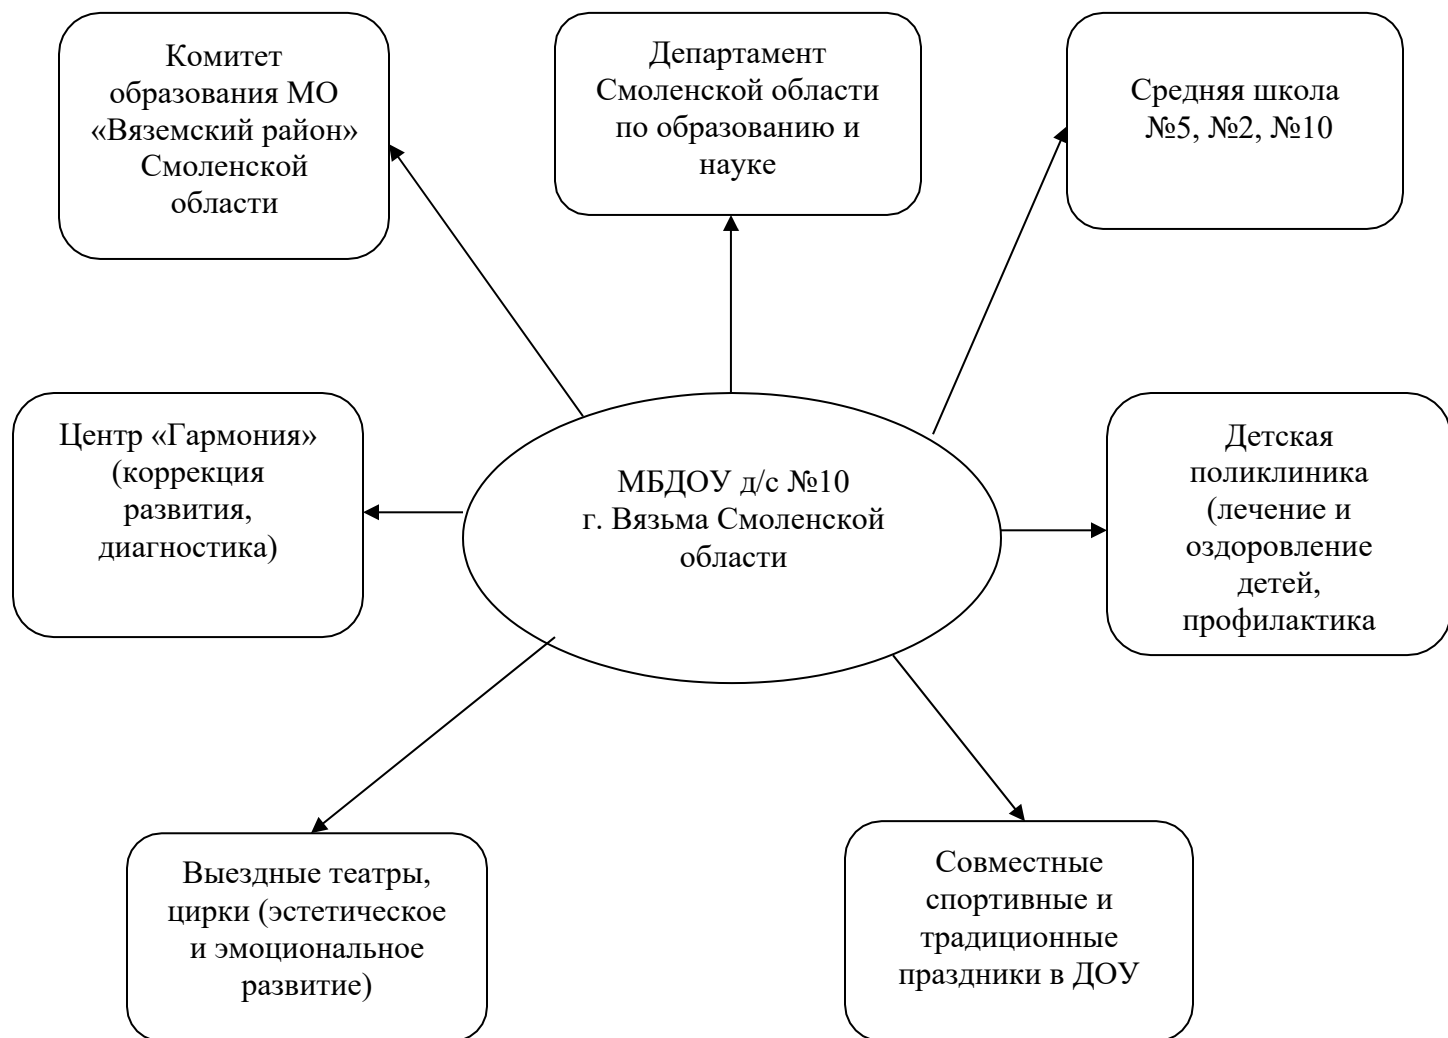 Комитет
образования МО
«Вяземский район»
Смоленской
области
Департамент
Смоленской области
по образованию и
науке
Средняя школа
№5, №2, №10
Центр «Гармония»
(коррекция
развития,
диагностика)
МБДОУ д/с №10
г. Вязьма Смоленской
области
Детская
поликлиника
(лечение и
оздоровление
детей,
профилактика
Выездные театры,
цирки (эстетическое
и эмоциональное
развитие)
Совместные
спортивные и
традиционные
праздники в ДОУ